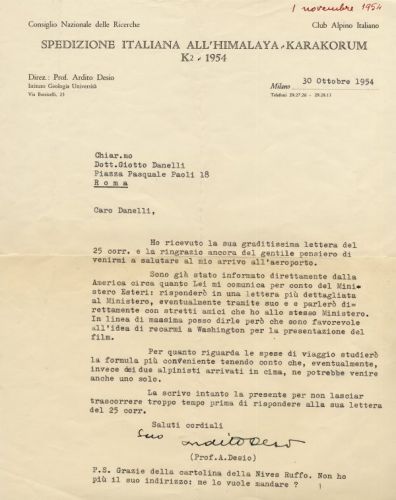 1 novembre 1954
Consiglio Nazionale delle Ricerche
Club Alpino Italiano
SPEDIZIONE ITALIANA ALL'HIMALAYA-KARAKORUM
K2 - 1954
Direz.: Prof. Ardito Desio
Istituto Geologia Università
Via Botticelli, 23
Milano 30 Ottobre 1954
Telefoni 29.27.26 - 29.28.13
Chiar.mo
Dott.Giotto Danelli
Piazza Pasquale Paoli 18
Roma
Caro Danelli,
Ho ricevuto la sua graditissima lettera del
25 corr. e la ringrazio ancora del gentile pensiero di
venirmi a salutare al mio arrivo all'aeroporto.
Sono già stato informato direttamente dalla
America circa quanto Lei mi comunica per conto del Mini-
stero Esteri: risponderò in una lettera più dettagliata
al Ministero, eventualmente tramite suo e e parlerò di-
rettamente con stretti amici che ho allo stesso Ministero.
In linea di massima posso dirle però che sono favorevole
all'idea di recarmi a Washington per la presentazione del
film.
Per quanto riguarda le spese di viaggio studierò
la formula più conveniente tenendo conto che, eventualmente,
invece dei due alpinisti arrivati in cima, ne potrebbe venire
anche uno solo.
La scrivo intanto la presente per non lasciar
trascorrere troppo tempo prima di rispondere alla sua lettera
del 25 corr.
Saluti cordiali
Suo Ardito Desio
(Prof.A.Desio)
P.S. Grazie della cartolina della Nives Ruffo. Non ho
più il suo indirizzo: me lo vuole mandare ?